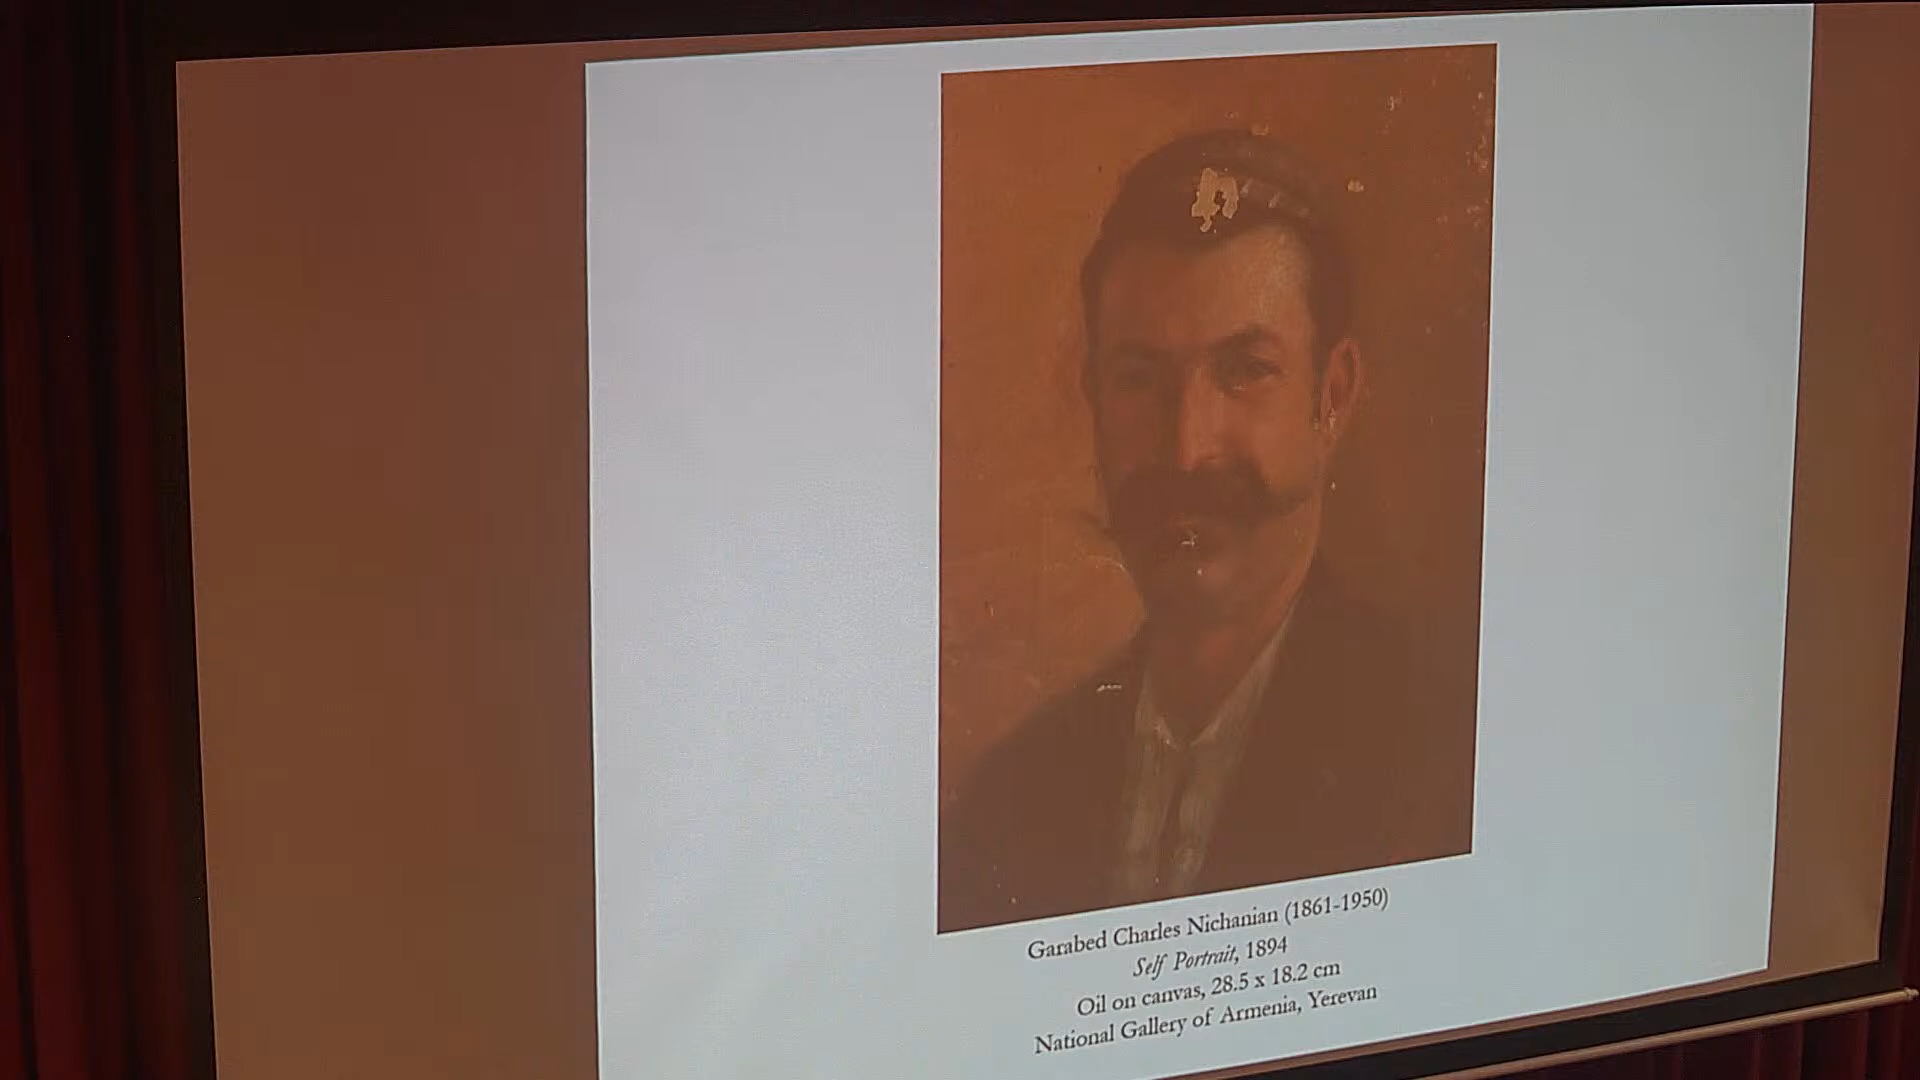 Garabed Charles Nichanian (1861-1950)
Self Portrait, 1894
Oil on canvas, 28.5 x 18.2 cm
National Gallery of Armenia, Yerevan